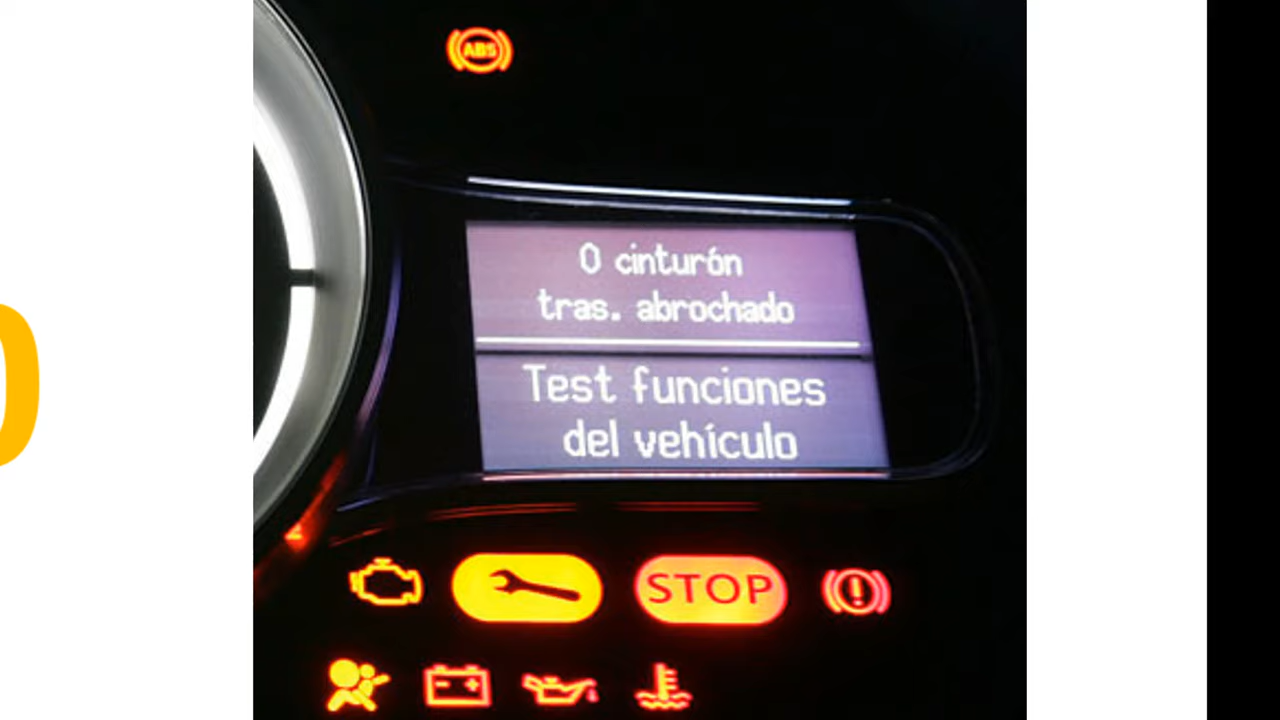 ABS
0 cinturón
tras. abrochado
Test funciones
del vehículo
STOP